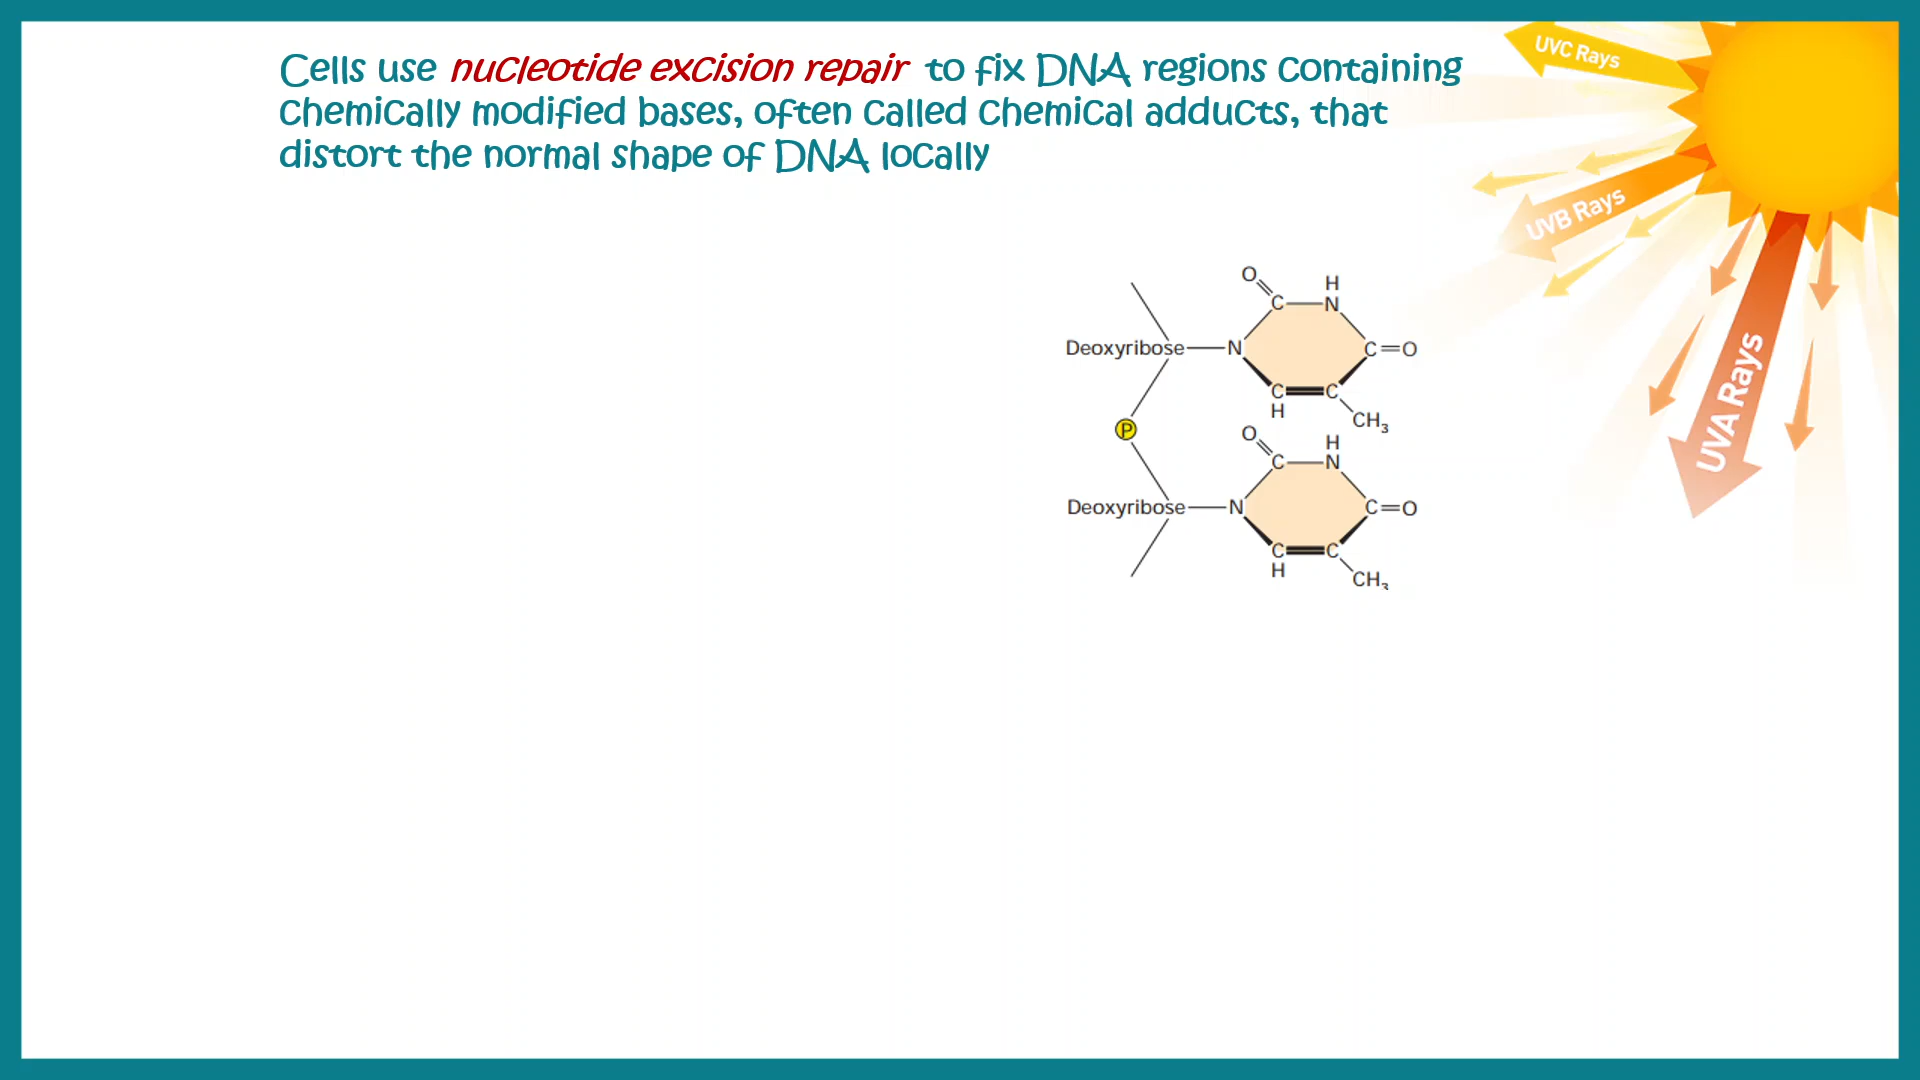 Cells use nucleotide excision repair to fix DNA regions containing
chemically modified bases, often called chemical adducts, that
distort the normal shape of DNA locally
UVC Rays
UVB Rays
UVA Rays
O
H
C
N
Deoxyribose
N
C
O
C
C
H
CH₃
P
O
H
C
N
Deoxyribose
N
C
O
C
C
H
CH₃